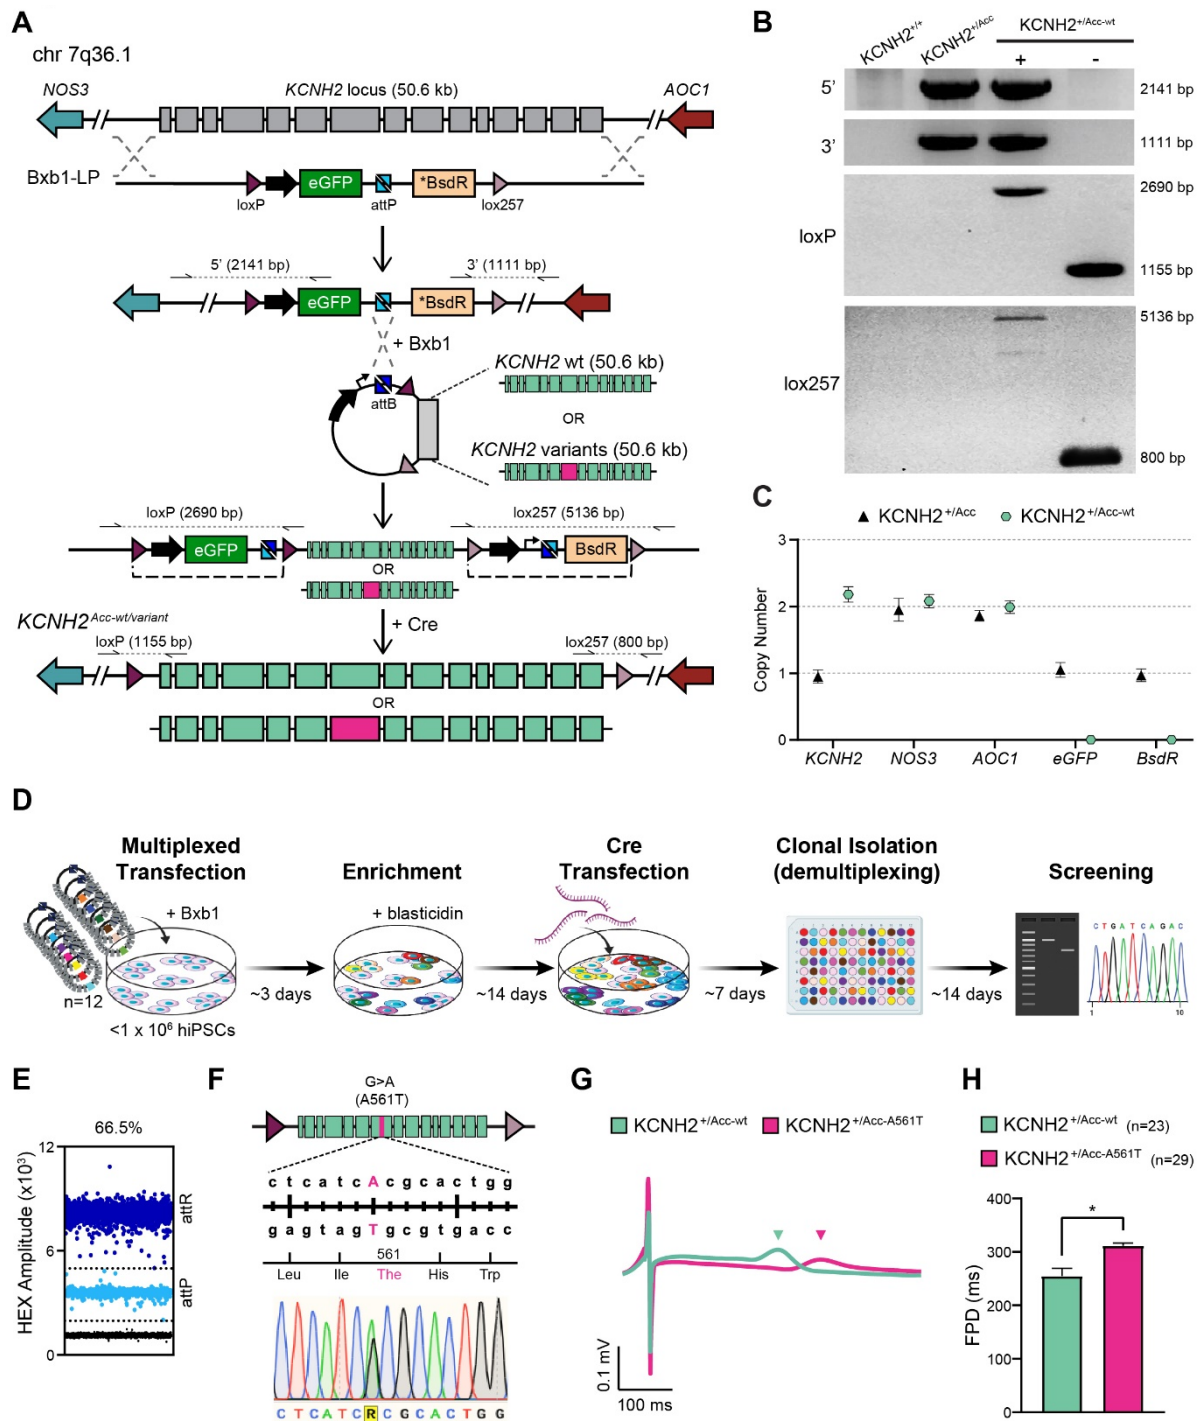 A
chr 7q36.1
NOS3
KCNH2 locus (50.6 kb)
AOC1
Bxb1-LP
eGFP
*BsdR
loxP
attP
lox257
5' (2141 bp)
3' (1111 bp)
eGFP
*BsdR
+ Bxb1
attB
KCNH2 wt (50.6 kb)
OR
KCNH2 variants (50.6 kb)
loxP (2690 bp)
lox257 (5136 bp)
eGFP
BsdR
OR
KCNH2Acc-wt/variant
+ Cre
loxP (1155 bp)
lox257 (800 bp)
OR
B
KCNH2+/+
KCNH2+/Acc
KCNH2+/Acc-wt
+
-
5'
2141 bp
3'
1111 bp
loxP
2690 bp
1155 bp
lox257
5136 bp
800 bp
C
KCNH2+/Acc
KCNH2+/Acc-wt
Copy Number
3
2
1
0
KCNH2
NOS3
AOC1
eGFP
BsdR
D
Multiplexed
Transfection
Enrichment
Cre
Transfection
Clonal Isolation
(demultiplexing)
Screening
+ Bxb1
+ blasticidin
n=12
<1 x 10⁶ hiPSCs
~3 days
~14 days
~7 days
~14 days
C T G A T C A G A C
1
10
E
66.5%
HEX Amplitude (x10³)
12
6
0
attR
attP
F
G>A
(A561T)
c t c a t c A c g c a c t g g
g a g t a g T g c g t g a c c
561
Leu
Ile
The
His
Trp
C T C A T C R C G C A C T G G
G
KCNH2+/Acc-wt
KCNH2+/Acc-A561T
0.1 mV
100 ms
H
KCNH2+/Acc-wt (n=23)
KCNH2+/Acc-A561T (n=29)
FPD (ms)
400
300
200
100
0
*